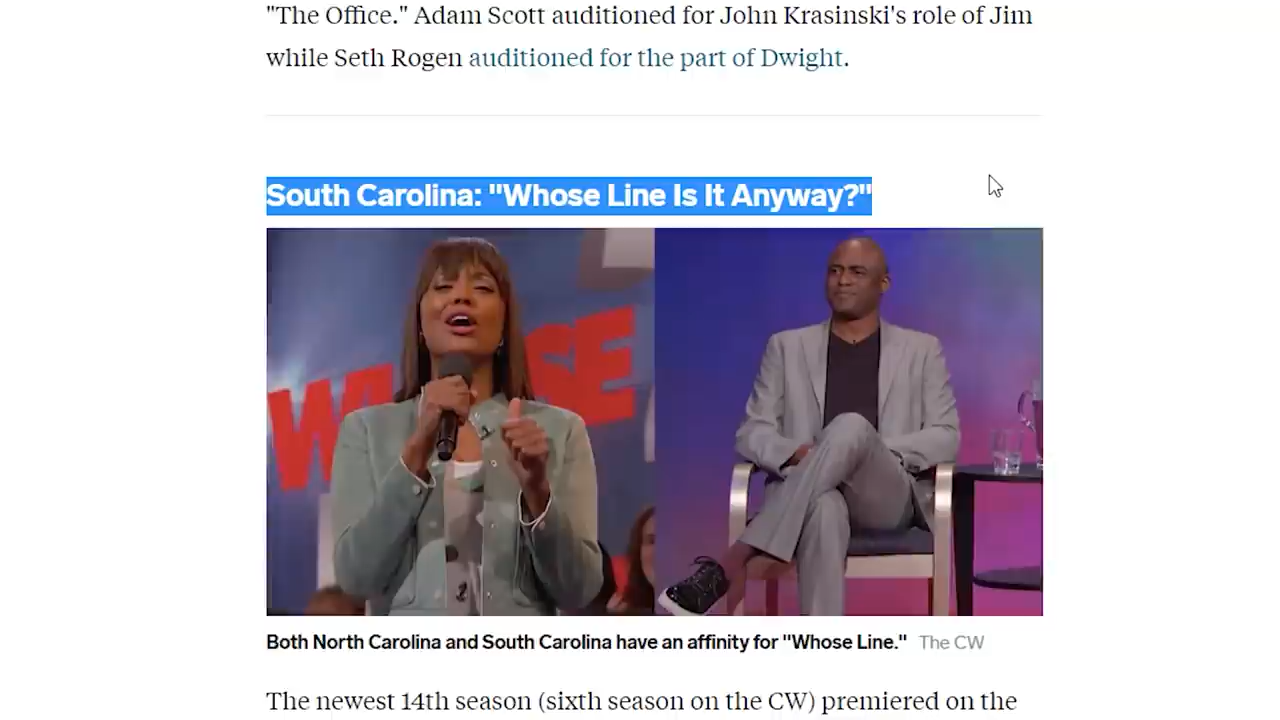 "The Office." Adam Scott auditioned for John Krasinski's role of Jim
while Seth Rogen auditioned for the part of Dwight.
South Carolina: "Whose Line Is It Anyway?"
WH SE
Both North Carolina and South Carolina have an affinity for "Whose Line." The CW
The newest 14th season (sixth season on the CW) premiered on the